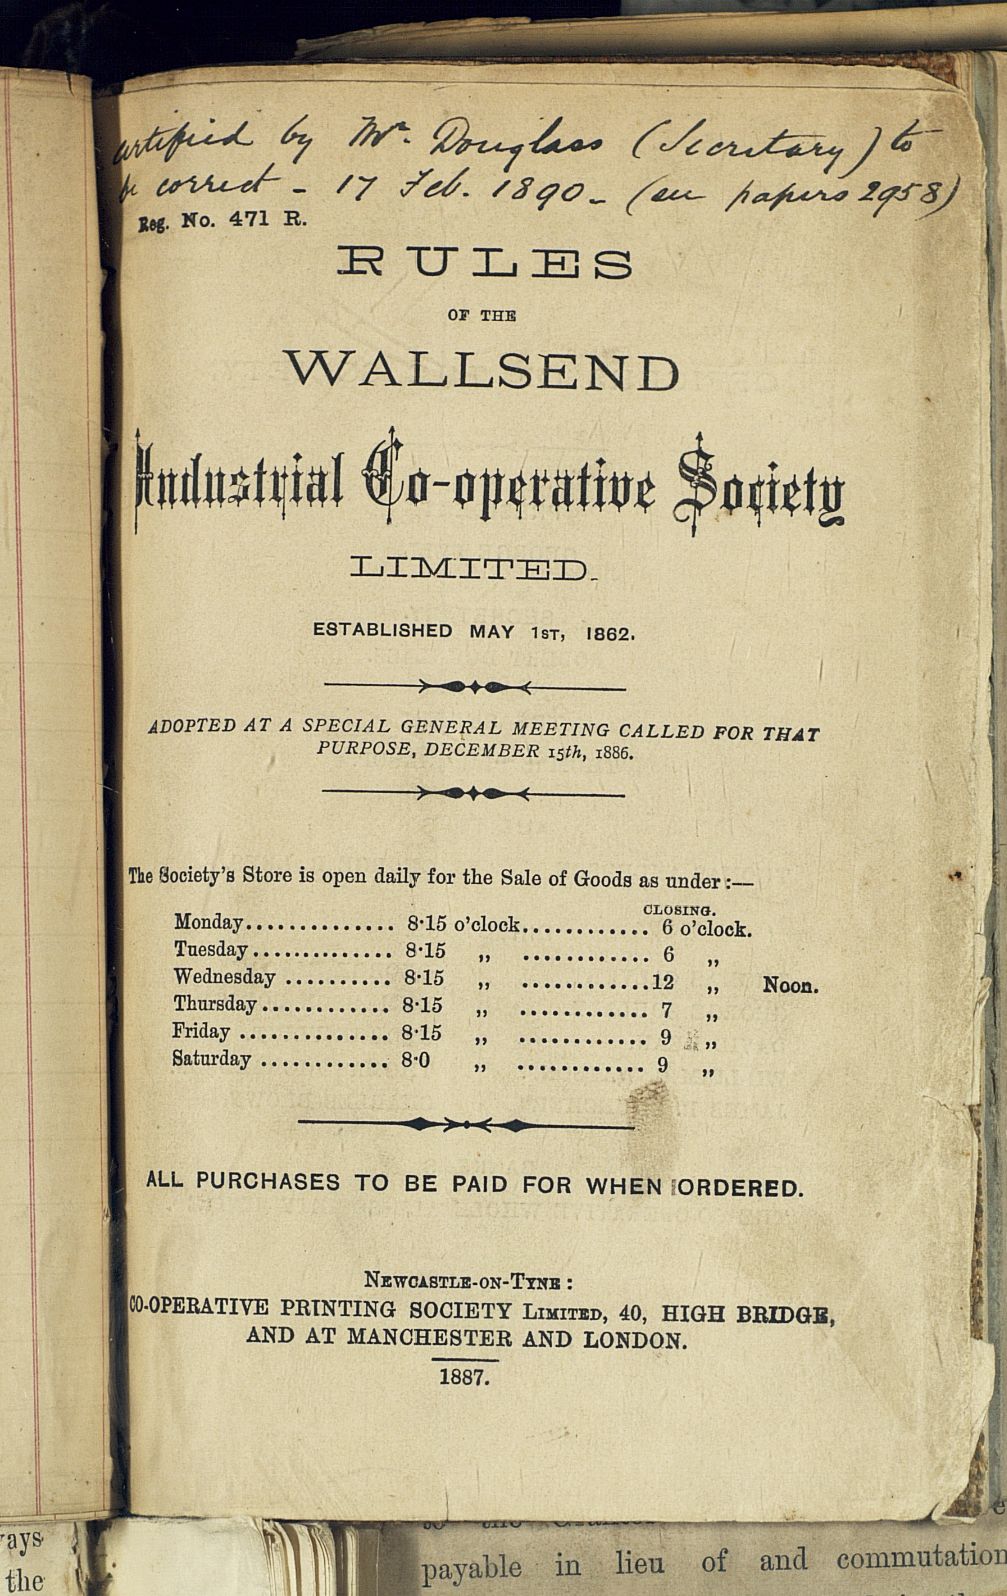 certified by Mr. Douglass (Secretary) to
be correct - 17 Feb. 1890 - (see papers 2958)
Reg. No. 471 R.
RULES
OF THE
WALLSEND
Industrial Co-operative Society
LIMITED.
ESTABLISHED MAY 1ST, 1862.
ADOPTED AT A SPECIAL GENERAL MEETING CALLED FOR THAT
PURPOSE, DECEMBER 15th, 1886.
The Society's Store is open daily for the Sale of Goods as under :—
CLOSING.
Monday.............. 8·15 o'clock............ 6 o'clock.
Tuesday.............. 8·15 „ ............ 6 „
Wednesday .......... 8·15 „ ............12 „ Noon.
Thursday............ 8·15 „ ............ 7 „
Friday .............. 8·15 „ ............ 9 „
Saturday ............ 8·0 „ ............ 9 „
ALL PURCHASES TO BE PAID FOR WHEN ORDERED.
NEWCASTLE-ON-TYNE :
CO-OPERATIVE PRINTING SOCIETY LIMITED, 40, HIGH BRIDGE,
AND AT MANCHESTER AND LONDON.
1887.
ays
the
payable in lieu of and commutation